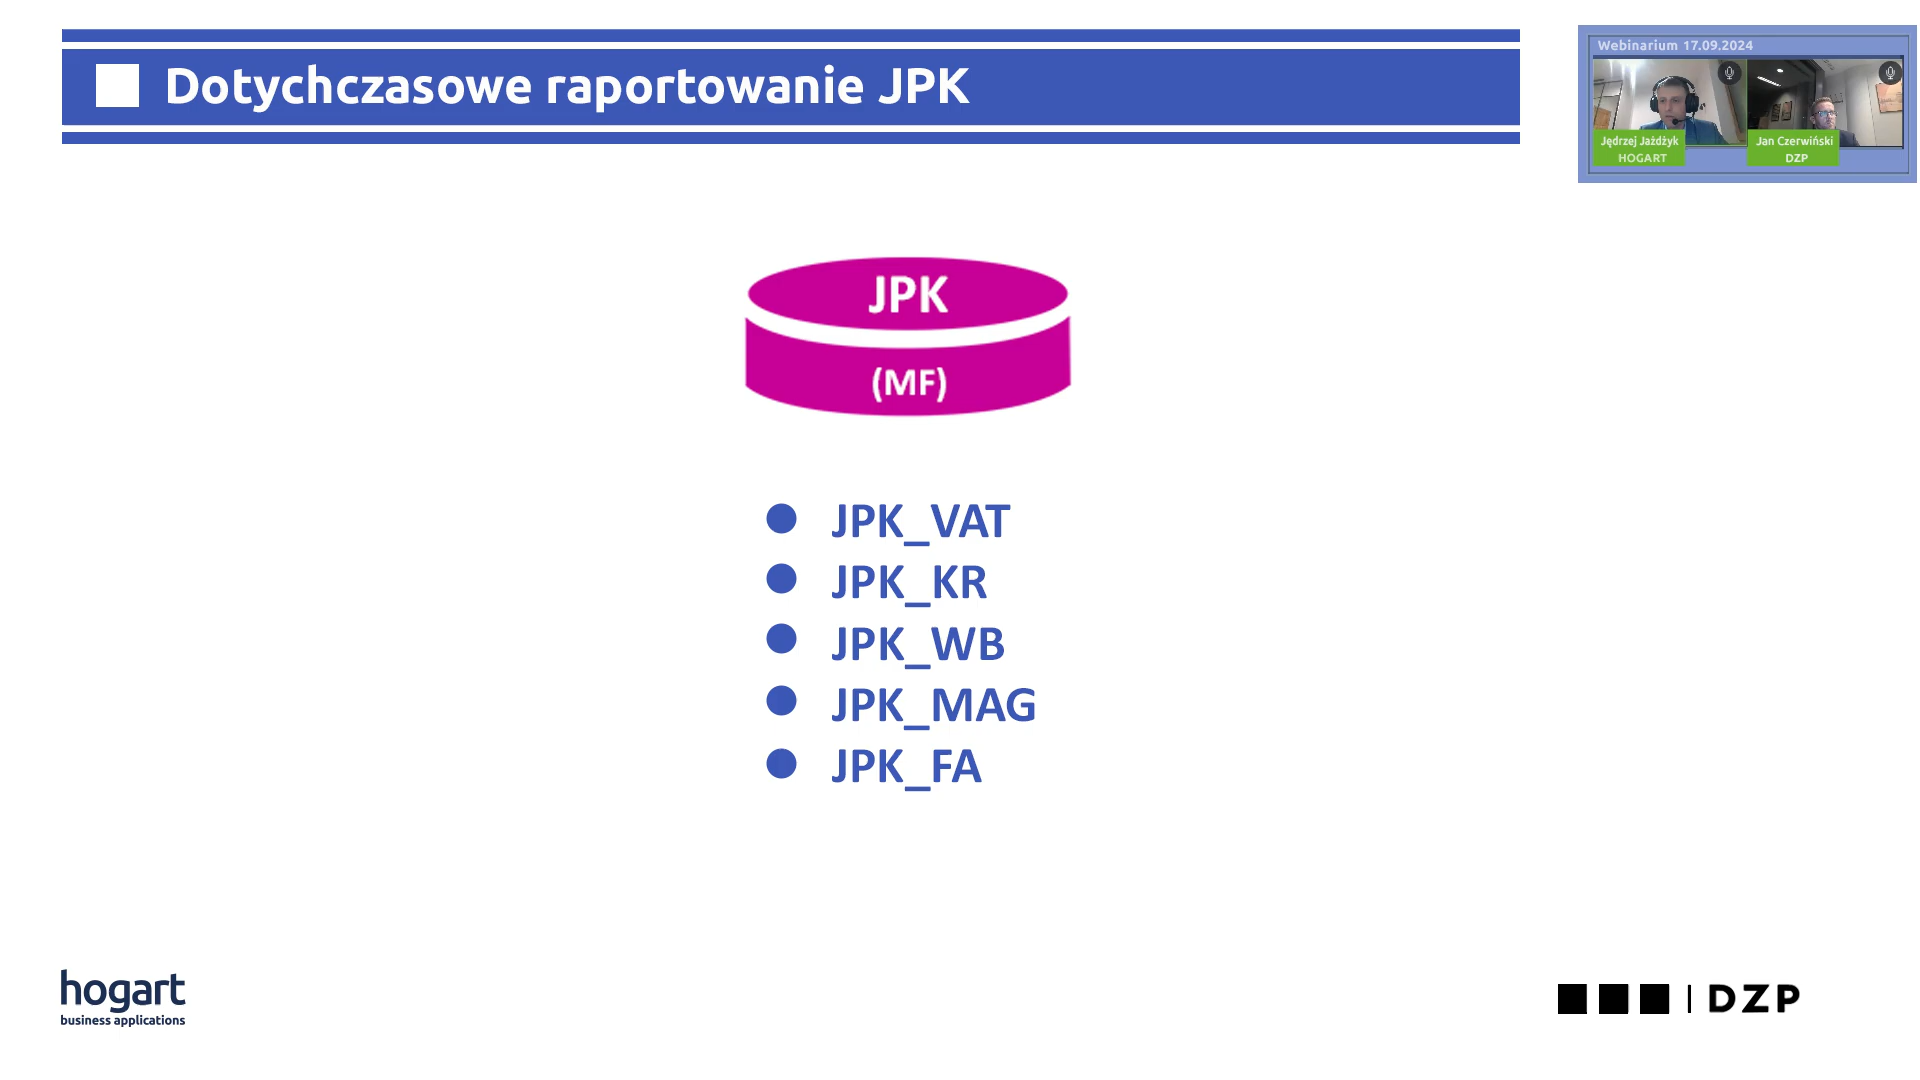 Dotychczasowe raportowanie JPK
Webinarium 17.09.2024
Jędrzej Jażdżyk
HOGART
Jan Czerwiński
DZP
JPK
(MF)
JPK_VAT
JPK_KR
JPK_WB
JPK_MAG
JPK_FA
hogart
business applications
DZP